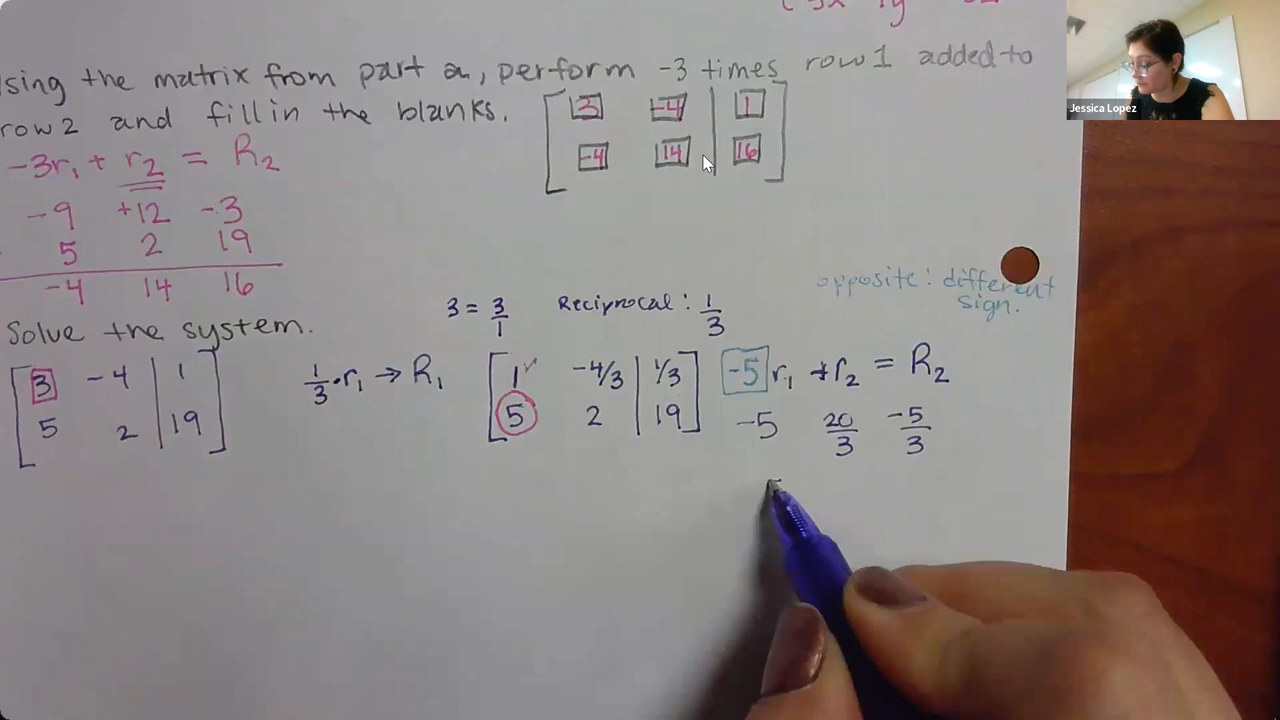 using the matrix from part a, perform -3 times row 1 added to
row 2 and fill in the blanks.
[ 3 -4 | 1 ]
[ -4 14 | 16 ]
-3r₁ + r₂ = R₂
-9 +12 -3
5 2 19
-4 14 16
opposite: different
sign.
Solve the system.
3 = 3/1 Reciprocal: 1/3
[ 3 -4 | 1 ]
[ 5 2 | 19 ]
1/3 · r₁ → R₁
[ 1 -4/3 | 1/3 ]
[ 5 2 | 19 ]
-5 r₁ + r₂ = R₂
-5 20/3 -5/3
Jessica Lopez